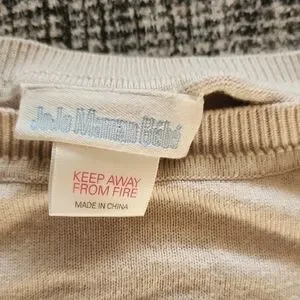 JoJo Maman Bébé
KEEP AWAY
FROM FIRE
MADE IN CHINA